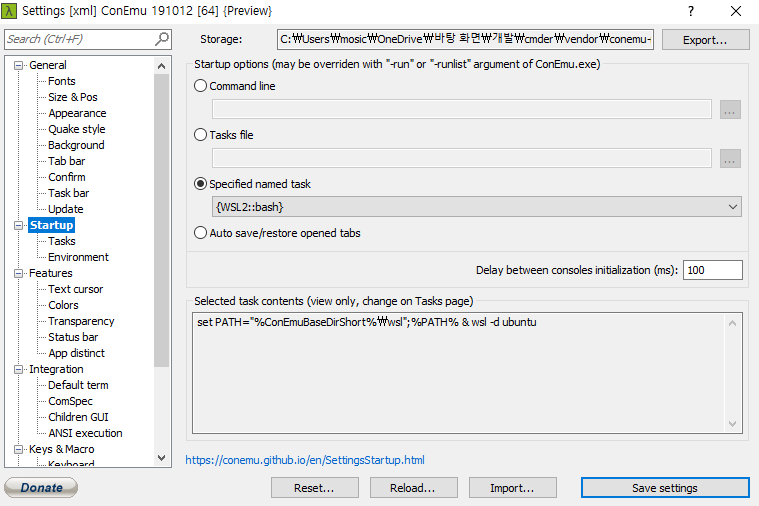 λ Settings [xml] ConEmu 191012 [64] {Preview}
Search (Ctrl+F)
Storage:
C:₩Users₩mosic₩OneDrive₩바탕 화면₩개발₩cmder₩vendor₩conemu-
Export...
General
Fonts
Size & Pos
Appearance
Quake style
Background
Tab bar
Confirm
Task bar
Update
Startup
Tasks
Environment
Features
Text cursor
Colors
Transparency
Status bar
App distinct
Integration
Default term
ComSpec
Children GUI
ANSI execution
Keys & Macro
Keyboard
Startup options (may be overriden with "-run" or "-runlist" argument of ConEmu.exe)
Command line
...
Tasks file
...
Specified named task
{WSL2::bash}
Auto save/restore opened tabs
Delay between consoles initialization (ms):
100
Selected task contents (view only, change on Tasks page)
set PATH="%ConEmuBaseDirShort%₩wsl";%PATH% & wsl -d ubuntu
https://conemu.github.io/en/SettingsStartup.html
Donate
Reset...
Reload...
Import...
Save settings